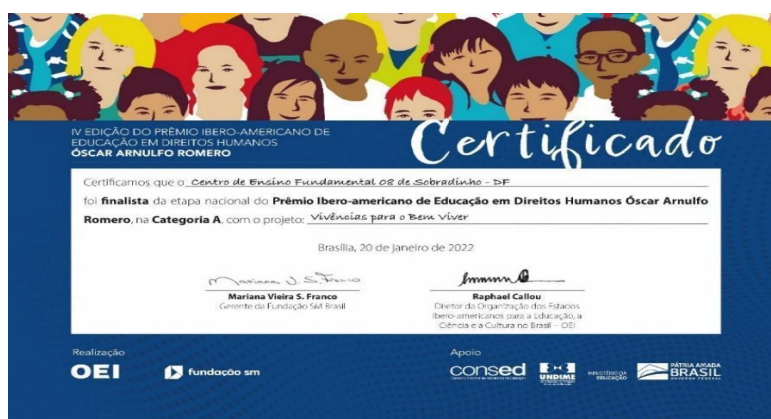 IV EDIÇÃO DO PRÊMIO IBERO-AMERICANO DE
EDUCAÇÃO EM DIREITOS HUMANOS
ÓSCAR ARNULFO ROMERO
Certificado
Certificamos que o Centro de Ensino Fundamental 08 de Sobradinho - DF
foi finalista da etapa nacional do Prêmio Ibero-americano de Educação em Direitos Humanos Óscar Arnulfo
Romero, na Categoria A, com o projeto: Vivências para o Bem Viver
Brasília, 20 de janeiro de 2022
Mariana V. S. Franco
Mariana Vieira S. Franco
Gerente da Fundação SM Brasil
Raphael Callou
Diretor da Organização dos Estados
Ibero-americanos para a Educação, a
Ciência e a Cultura no Brasil – OEI
Realização
OEI
fundação sm
Apoio
consed
UNDIME
MINISTÉRIO DA
EDUCAÇÃO
PÁTRIA AMADA
BRASIL
GOVERNO FEDERAL